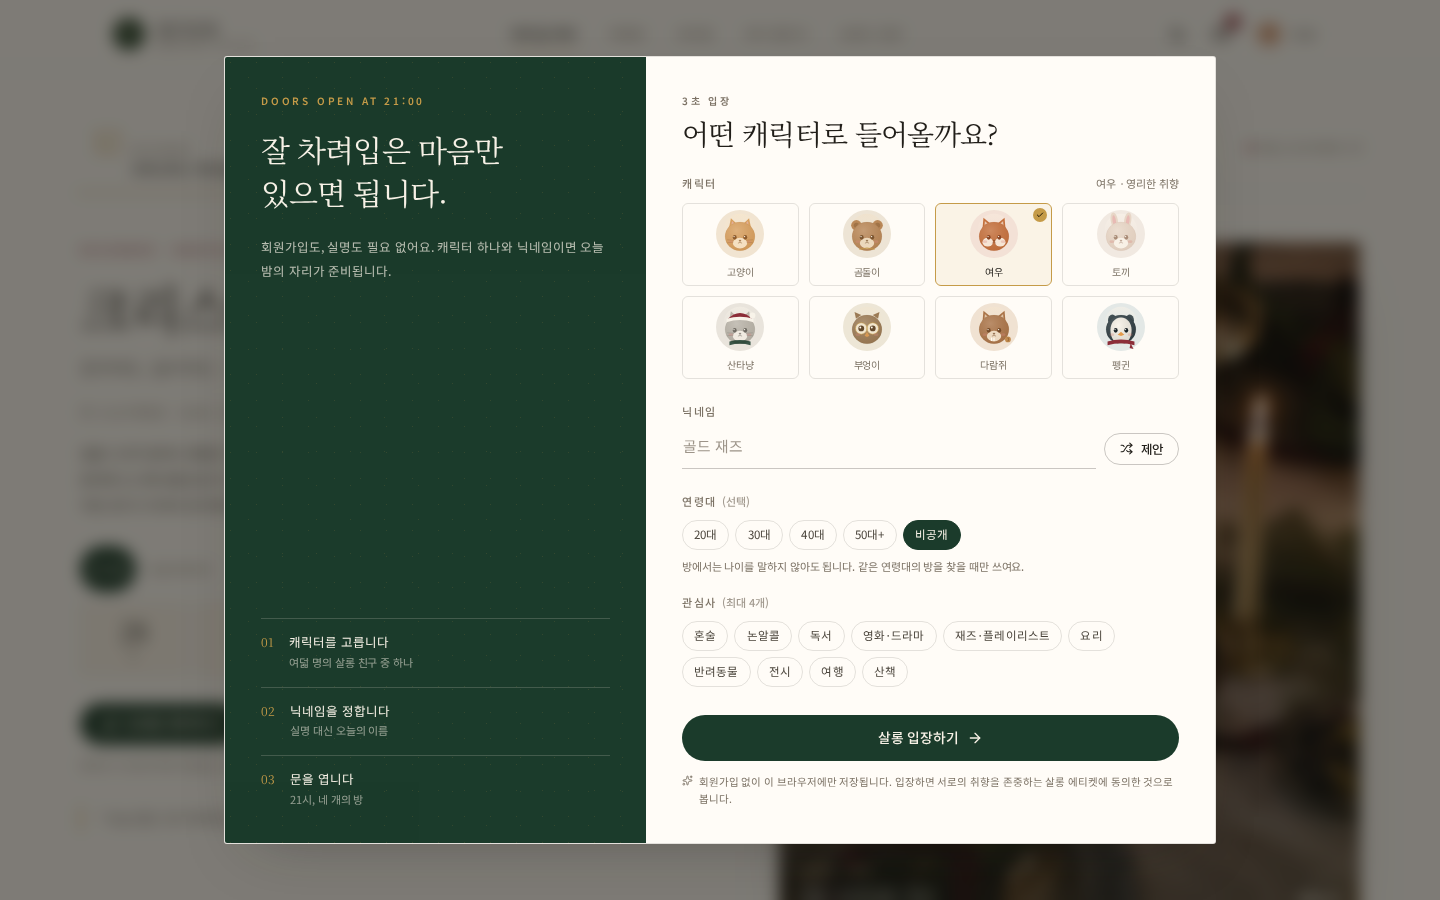 DOORS OPEN AT 21:00
잘 차려입은 마음만
있으면 됩니다.
회원가입도, 실명도 필요 없어요. 캐릭터 하나와 닉네임이면 오늘
밤의 자리가 준비됩니다.
01 캐릭터를 고릅니다
여덟 명의 살롱 친구 중 하나
02 닉네임을 정합니다
실명 대신 오늘의 이름
03 문을 엽니다
21시, 네 개의 방
3초 입장
어떤 캐릭터로 들어올까요?
캐릭터
여우 · 영리한 취향
고양이 곰돌이 여우 토끼
산타냥 부엉이 다람쥐 펭귄
닉네임
골드 재즈 제안
연령대 (선택)
20대 30대 40대 50대+ 비공개
방에서는 나이를 말하지 않아도 됩니다. 같은 연령대의 방을 찾을 때만 쓰여요.
관심사 (최대 4개)
혼술 논알콜 독서 영화·드라마 재즈·플레이리스트 요리
반려동물 전시 여행 산책
살롱 입장하기 →
회원가입 없이 이 브라우저에만 저장됩니다. 입장하면 서로의 취향을 존중하는 살롱 에티켓에 동의한 것으로
봅니다.